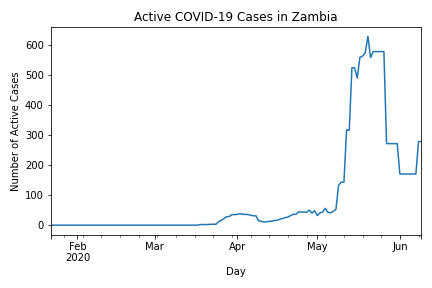 Active COVID-19 Cases in Zambia
Number of Active Cases
600
500
400
300
200
100
0
Feb
2020
Mar
Apr
May
Jun
Day